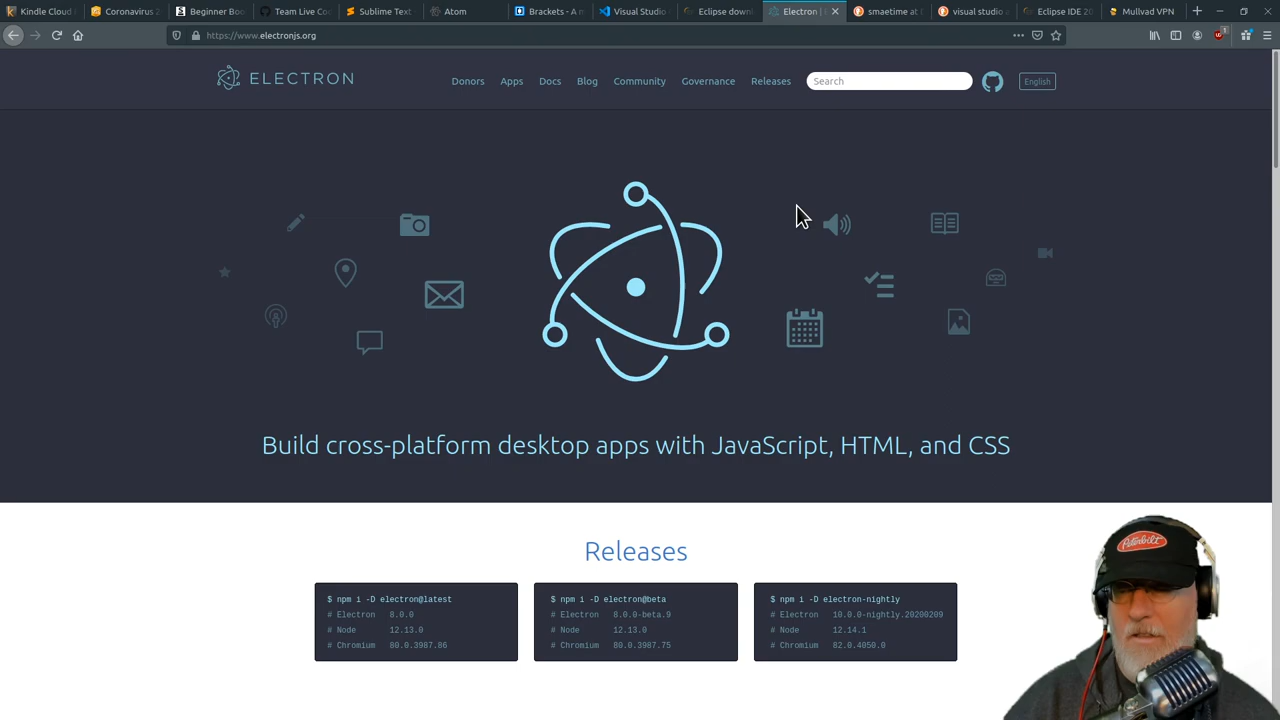 Kindle Cloud
Coronavirus 2
Beginner Boo
Team Live Co
Sublime Text
Atom
Brackets - A m
Visual Studio
Eclipse down
Electron |
smaetime at
visual studio
Eclipse IDE 20
Mullvad VPN
https://www.electronjs.org
ELECTRON
Donors Apps Docs Blog Community Governance Releases Search English
Build cross-platform desktop apps with JavaScript, HTML, and CSS
Releases
$ npm i -D electron@latest
# Electron 8.0.0
# Node 12.13.0
# Chromium 80.0.3987.86
$ npm i -D electron@beta
# Electron 8.0.0-beta.9
# Node 12.13.0
# Chromium 80.0.3987.75
$ npm i -D electron-nightly
# Electron 10.0.0-nightly.20200209
# Node 12.14.1
# Chromium 82.0.4050.0
Peterbilt